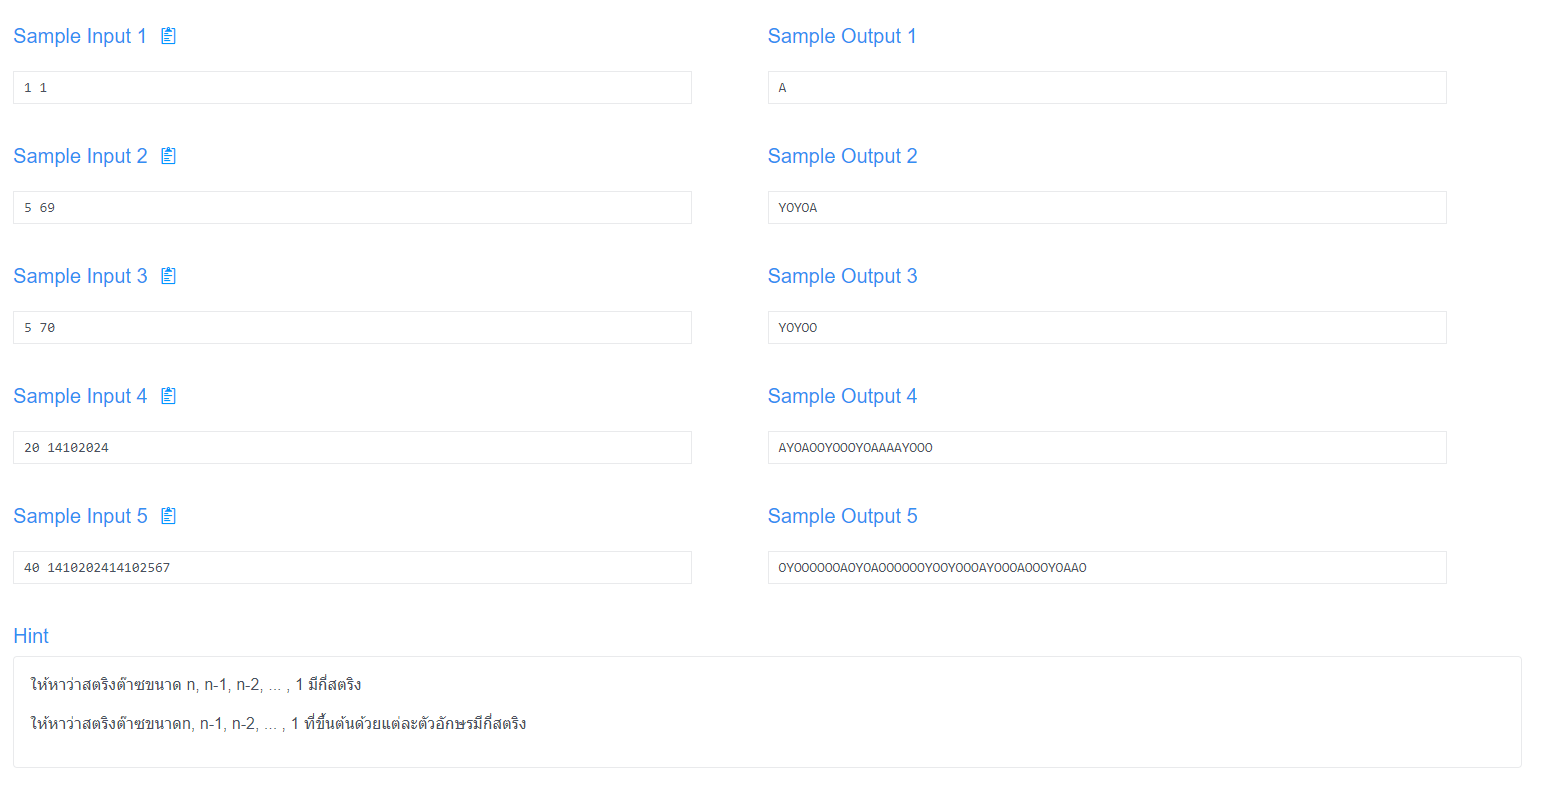 Sample Input 1
Sample Output 1
1 1
A
Sample Input 2
Sample Output 2
5 69
YOYOA
Sample Input 3
Sample Output 3
5 70
YOYOO
Sample Input 4
Sample Output 4
20 14102024
AYOAOOYOOOYOAAAAYOOO
Sample Input 5
Sample Output 5
40 1410202414102567
OYOOOOOOAOYOAOOOOOOYOOYOOOAYOOOAOOOYOAAO
Hint
ให้หาว่าสตริงต๊าซขนาด n, n-1, n-2, ... , 1 มีกี่สตริง
ให้หาว่าสตริงต๊าซขนาดn, n-1, n-2, ... , 1 ที่ขึ้นต้นด้วยแต่ละตัวอักษรมีกี่สตริง